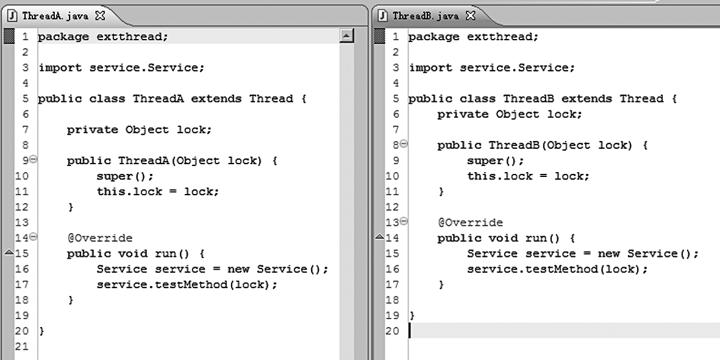 ThreadA.java
1 package extthread;
2
3 import service.Service;
4
5 public class ThreadA extends Thread {
6
7     private Object lock;
8
9     public ThreadA(Object lock) {
10         super();
11         this.lock = lock;
12     }
13
14     @Override
15     public void run() {
16         Service service = new Service();
17         service.testMethod(lock);
18     }
19
20 }
21
ThreadB.java
1 package extthread;
2
3 import service.Service;
4
5 public class ThreadB extends Thread {
6     private Object lock;
7
8     public ThreadB(Object lock) {
9         super();
10         this.lock = lock;
11     }
12
13     @Override
14     public void run() {
15         Service service = new Service();
16         service.testMethod(lock);
17     }
18
19 }
20